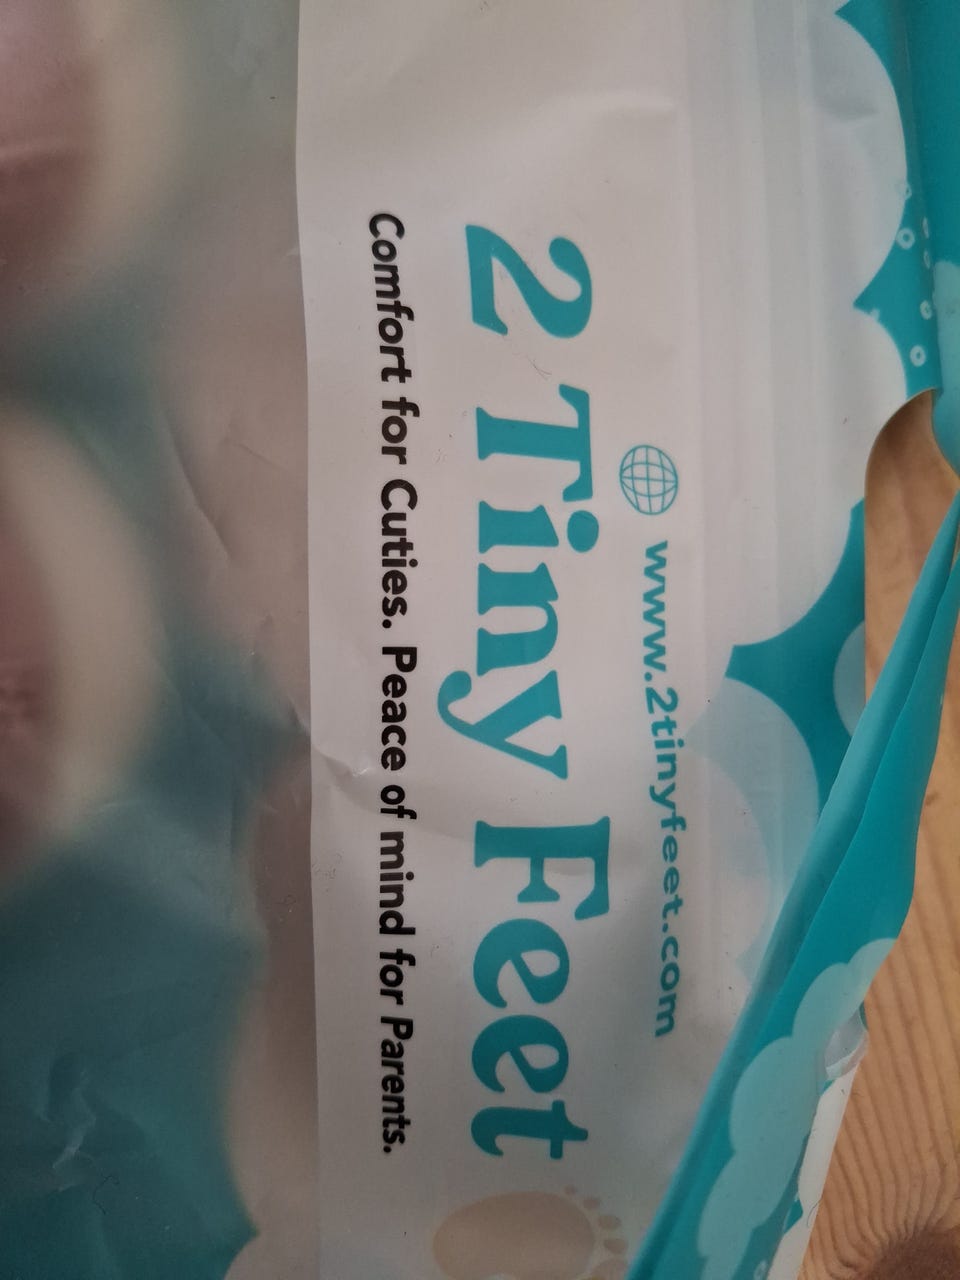 www.2tinyfeet.com
2 Tiny Feet
Comfort for Cuties. Peace of mind for Parents.